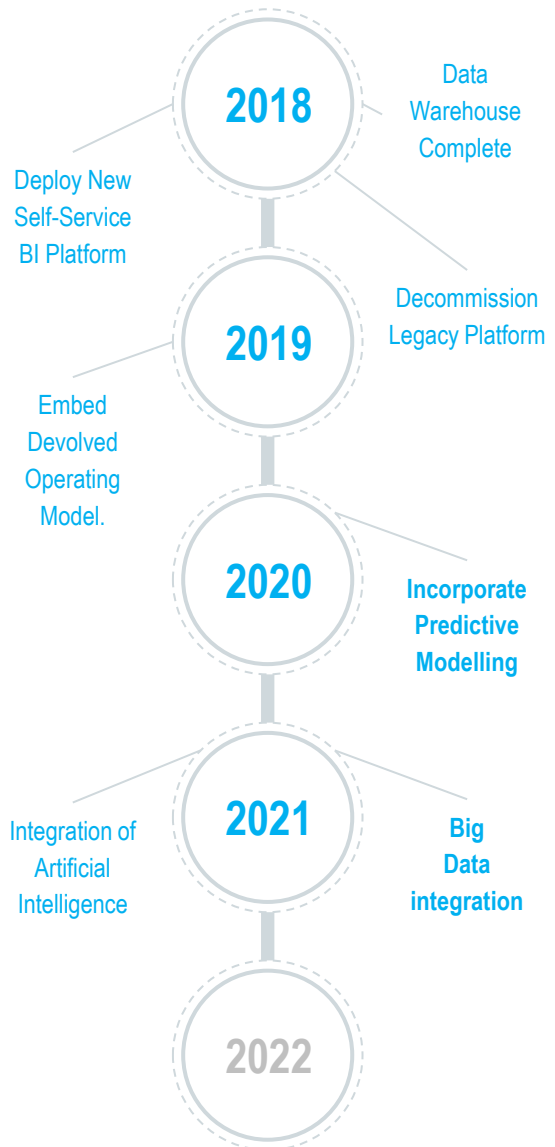 2018
Data
Warehouse
Complete
Deploy New
Self-Service
BI Platform
Decommission
Legacy Platform
2019
Embed
Devolved
Operating
Model.
2020
Incorporate
Predictive
Modelling
2021
Integration of
Artificial
Intelligence
Big
Data
integration
2022